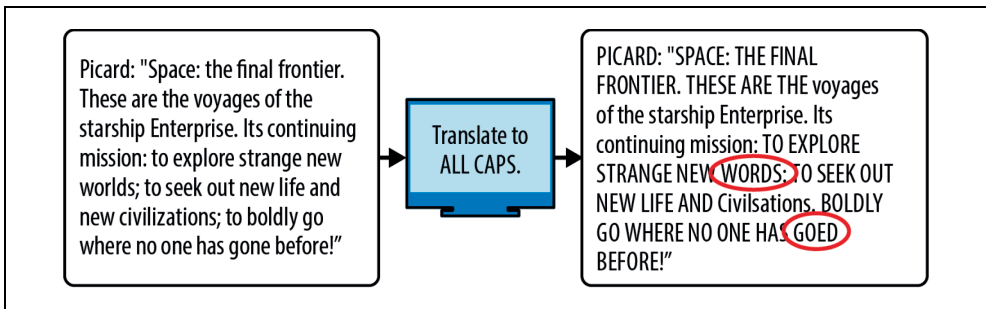 Picard: "Space: the final frontier.
These are the voyages of the
starship Enterprise. Its continuing
mission: to explore strange new
worlds; to seek out new life and
new civilizations; to boldly go
where no one has gone before!”
Translate to
ALL CAPS.
PICARD: "SPACE: THE FINAL
FRONTIER. THESE ARE THE voyages
of the starship Enterprise. Its
continuing mission: TO EXPLORE
STRANGE NEW WORDS; TO SEEK OUT
NEW LIFE AND Civilsations, BOLDLY
GO WHERE NO ONE HAS GOED
BEFORE!”